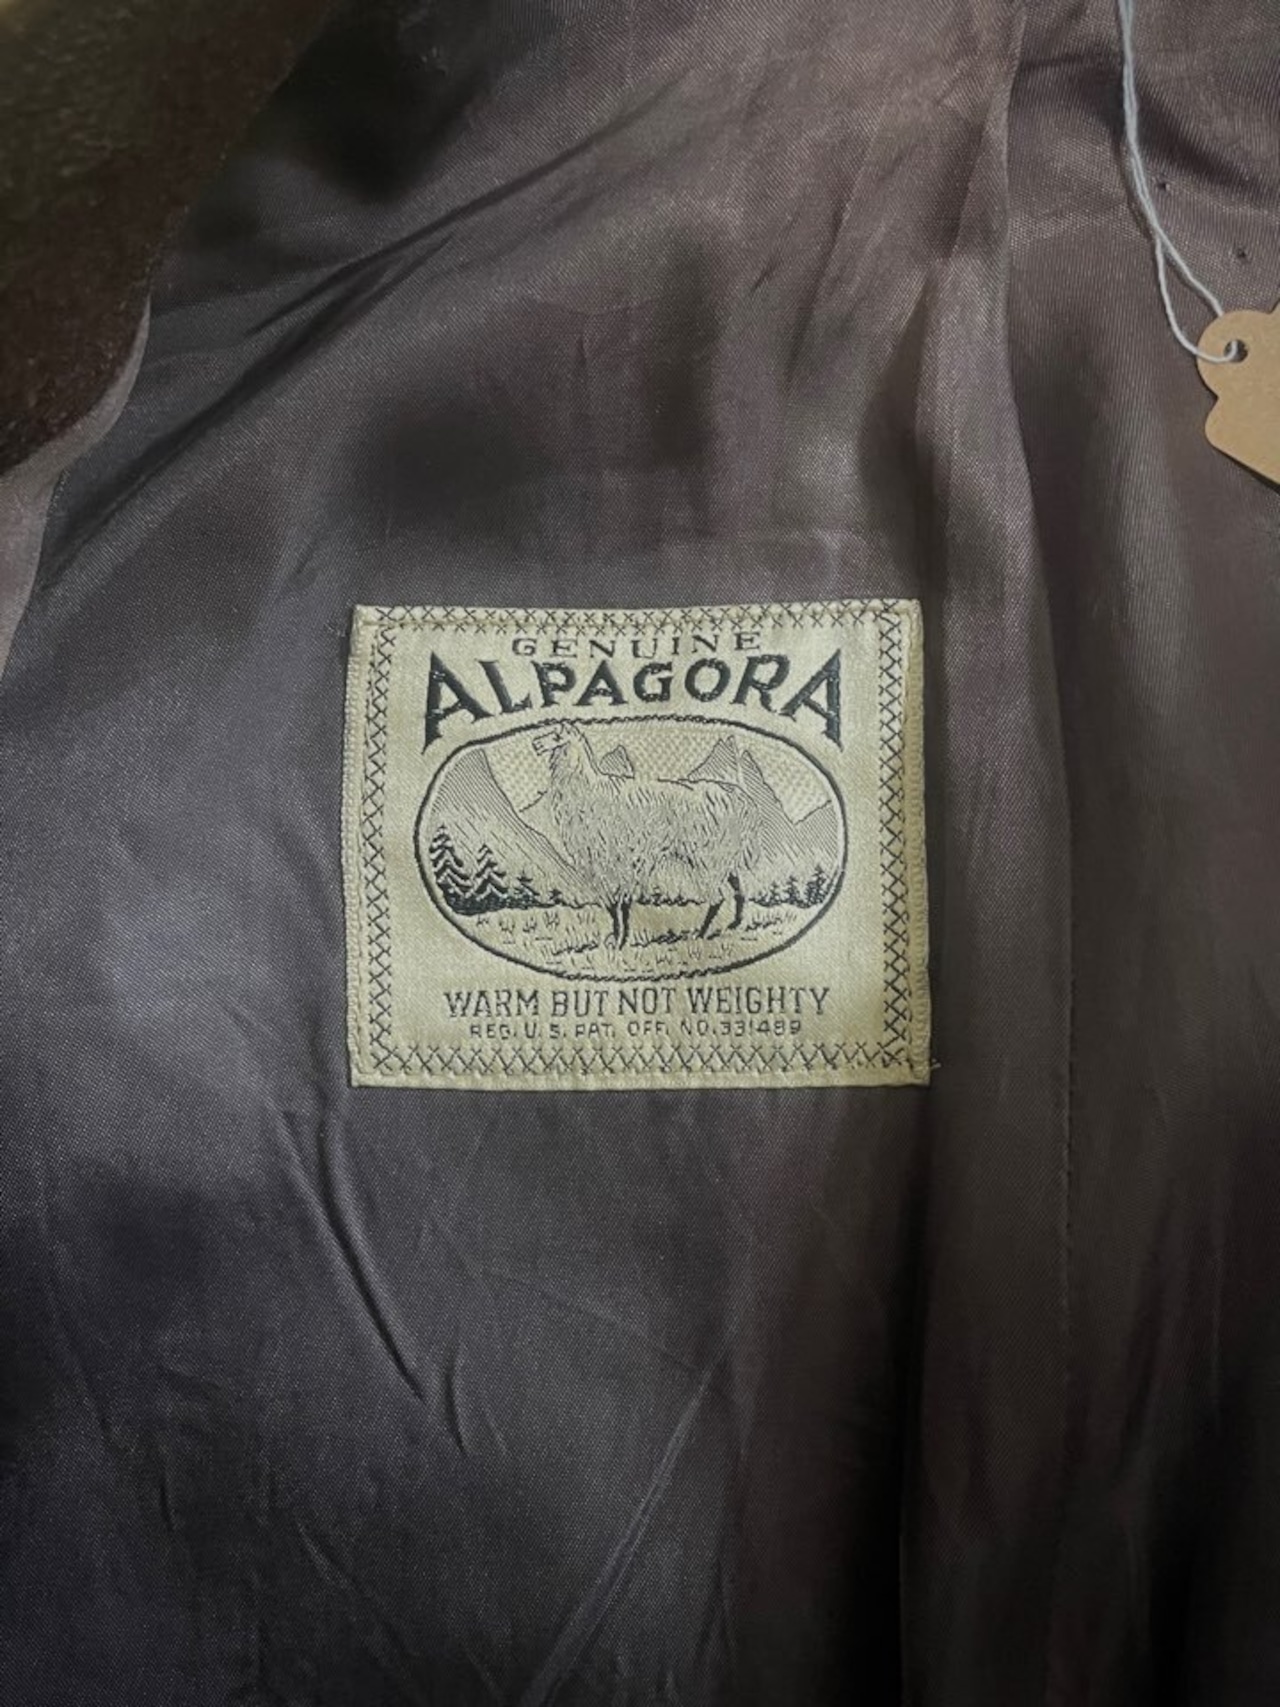 GENUINE
ALPAGORA
WARM BUT NOT WEIGHTY
REG. U.S. PAT. OFF. NO.331489